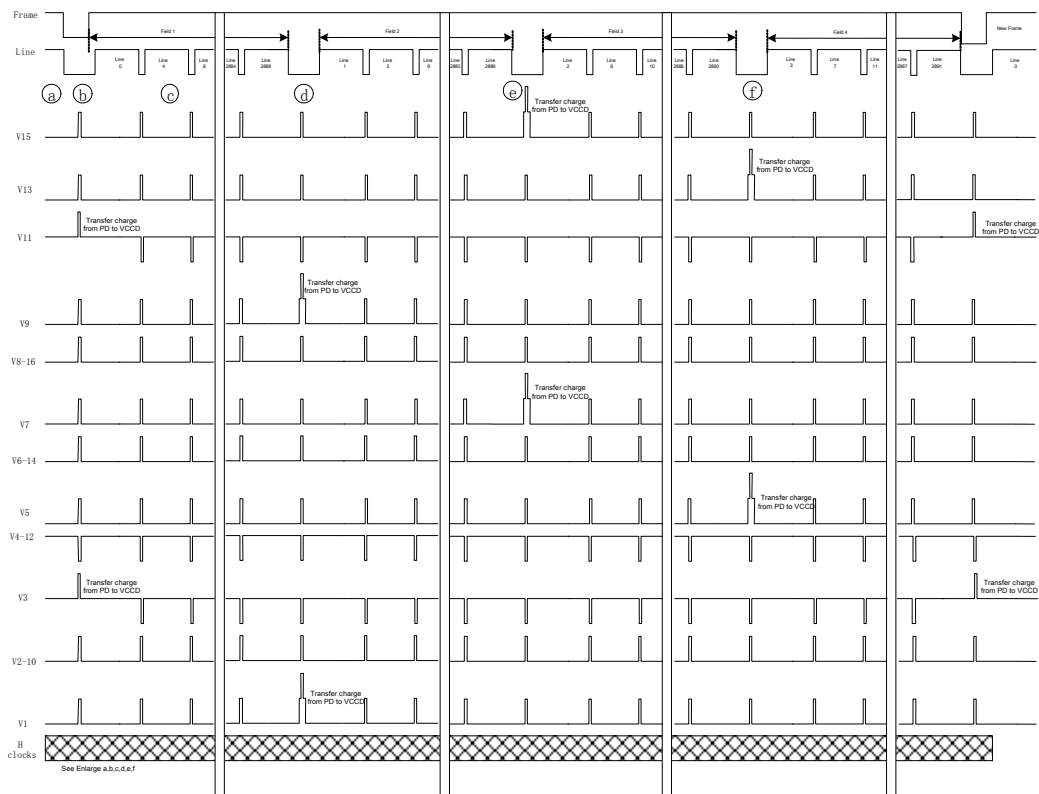 Frame
Field 1
Field 2
Field 3
Field 4
New Frame
Line
Line 0
Line 4
Line 8
Line 2884
Line 2888
Line 1
Line 5
Line 9
Line 2885
Line 2889
Line 2
Line 6
Line 10
Line 2886
Line 2890
Line 3
Line 7
Line 11
Line 2887
Line 2891
Line 0
a
b
c
d
e
f
Transfer charge
from PD to VCCD
V15
Transfer charge
from PD to VCCD
V13
Transfer charge
from PD to VCCD
Transfer charge
from PD to VCCD
V11
Transfer charge
from PD to VCCD
V9
V8-16
Transfer charge
from PD to VCCD
V7
V6-14
Transfer charge
from PD to VCCD
V5
V4-12
Transfer charge
from PD to VCCD
Transfer charge
from PD to VCCD
V3
V2-10
Transfer charge
from PD to VCCD
V1
H
clocks
See Enlarge a,b,c,d,e,f